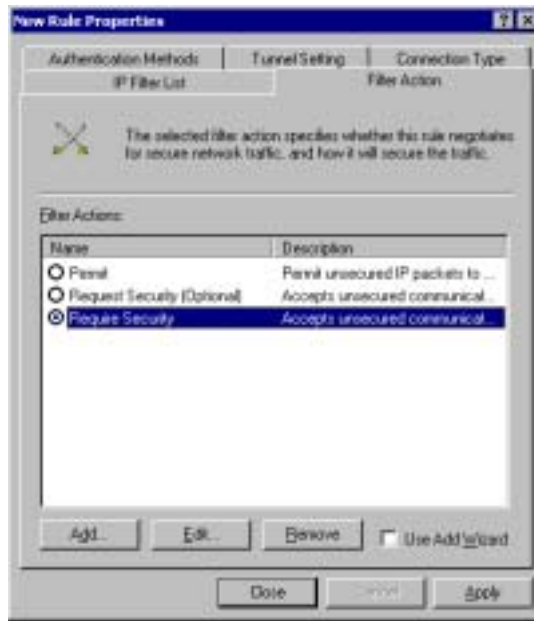 New Rule Properties
Authentication Methods Tunnel Setting Connection Type
IP Filter List Filter Action
The selected filter action specifies whether this rule negotiates
for secure network traffic, and how it will secure the traffic.
Filter Actions:
Name Description
Permit Permit unsecured IP packets to ...
Request Security (Optional) Accepts unsecured communicat...
Require Security Accepts unsecured communicat...
Add... Edit... Remove Use Add Wizard
Close Cancel Apply